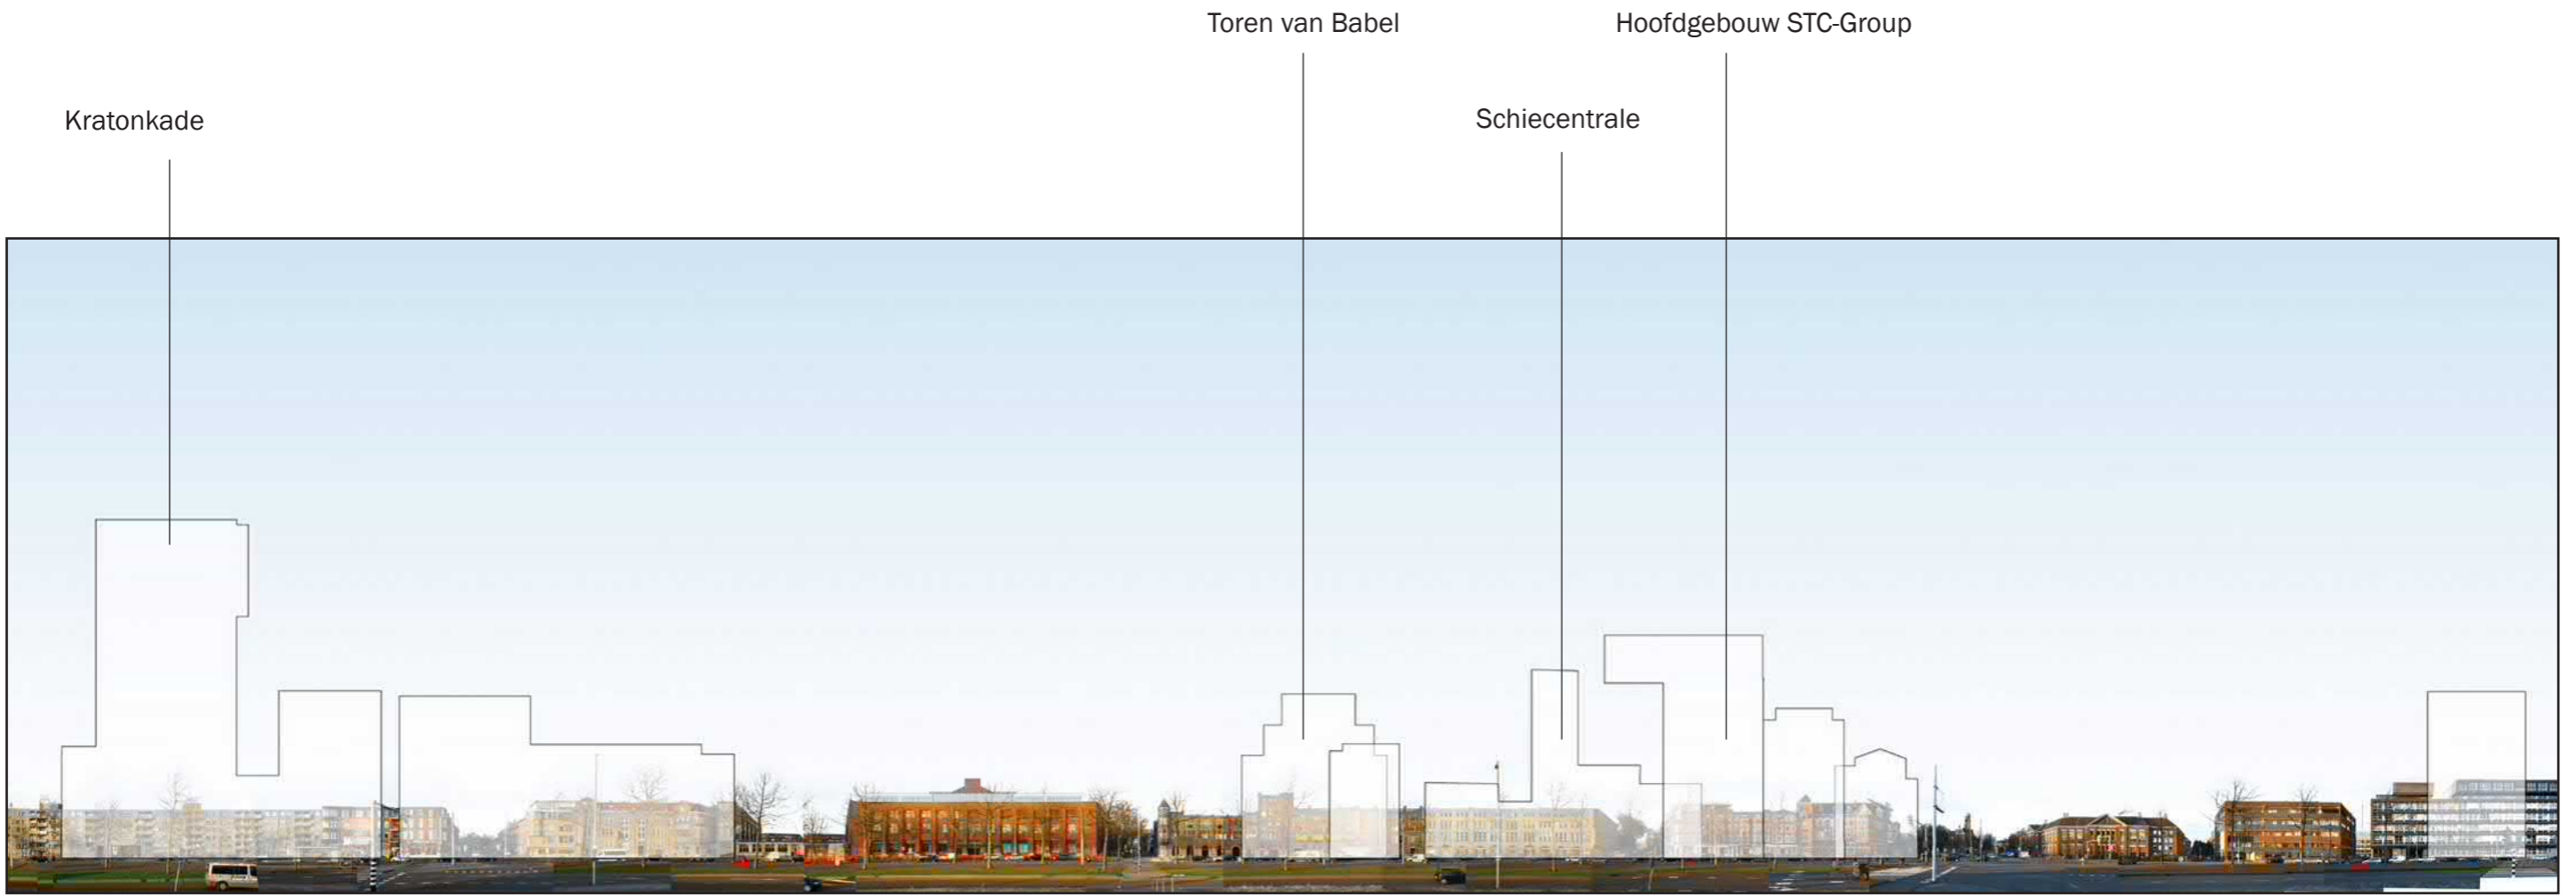 Toren van Babel
Hoofdgebouw STC-Group
Kratonkade
Schiecentrale